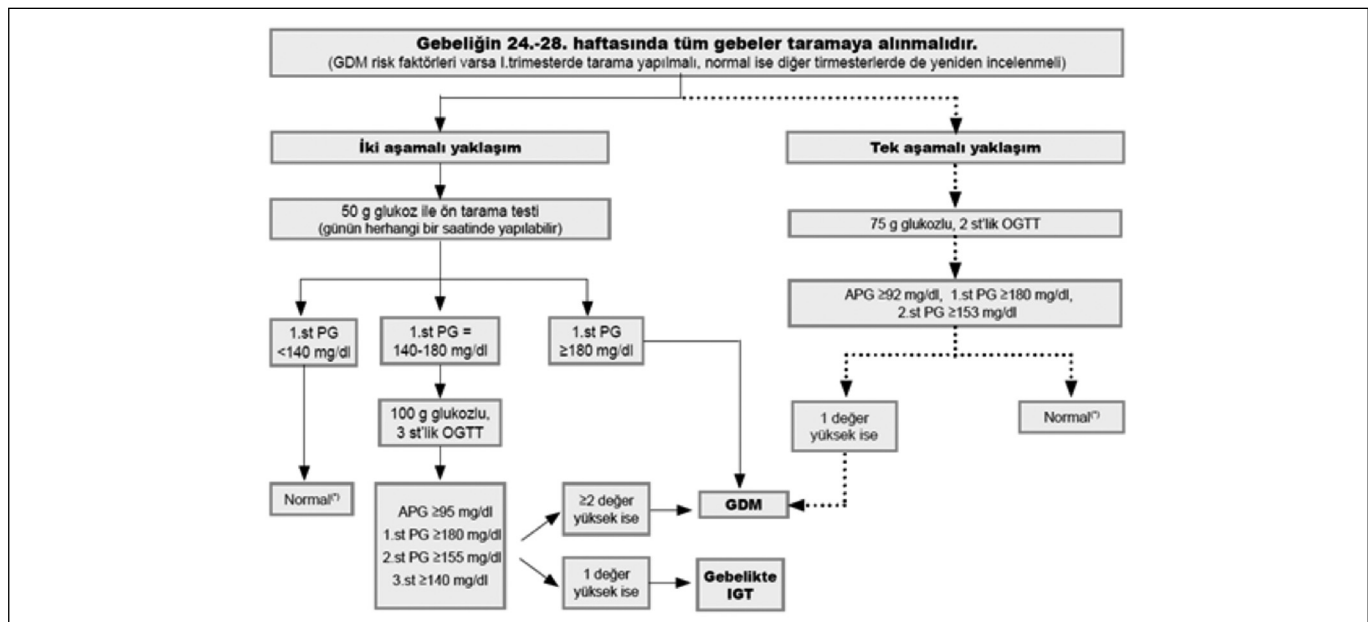 Gebeliğin 24.-28. haftasında tüm gebeler taramaya alınmalıdır.
(GDM risk faktörleri varsa I.trimesterde tarama yapılmalı, normal ise diğer tirmesterlerde de yeniden incelenmeli)
İki aşamalı yaklaşım
50 g glukoz ile ön tarama testi
(günün herhangi bir saatinde yapılabilir)
1.st PG
<140 mg/dl
1.st PG =
140-180 mg/dl
1.st PG
≥180 mg/dl
100 g glukozlu,
3 st'lik OGTT
Normal(*)
APG ≥95 mg/dl
1.st PG ≥180 mg/dl
2.st PG ≥155 mg/dl
3.st ≥140 mg/dl
≥2 değer
yüksek ise
1 değer
yüksek ise
GDM
Gebelikte
IGT
Tek aşamalı yaklaşım
75 g glukozlu, 2 st'lik OGTT
APG ≥92 mg/dl, 1.st PG ≥180 mg/dl,
2.st PG ≥153 mg/dl
1 değer
yüksek ise
Normal(*)